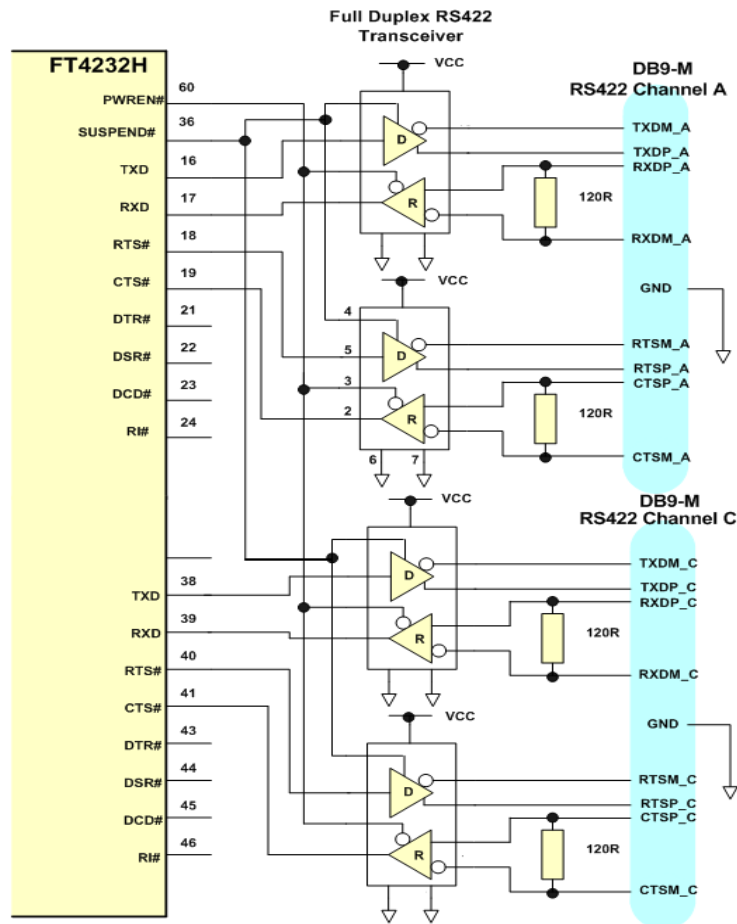 Full Duplex RS422
Transceiver
FT4232H
VCC
DB9-M
RS422 Channel A
PWREN#
60
SUSPEND#
36
TXD
16
RXD
17
RTS#
18
CTS#
19
DTR#
21
DSR#
22
DCD#
23
RI#
24
D
R
TXDM_A
TXDP_A
RXDP_A
120R
RXDM_A
GND
VCC
4
5
3
2
6
7
D
R
RTSM_A
RTSP_A
CTSP_A
120R
CTSM_A
DB9-M
RS422 Channel C
VCC
TXD
38
RXD
39
RTS#
40
CTS#
41
DTR#
43
DSR#
44
DCD#
45
RI#
46
D
R
TXDM_C
TXDP_C
RXDP_C
120R
RXDM_C
GND
VCC
D
R
RTSM_C
RTSP_C
CTSP_C
120R
CTSM_C